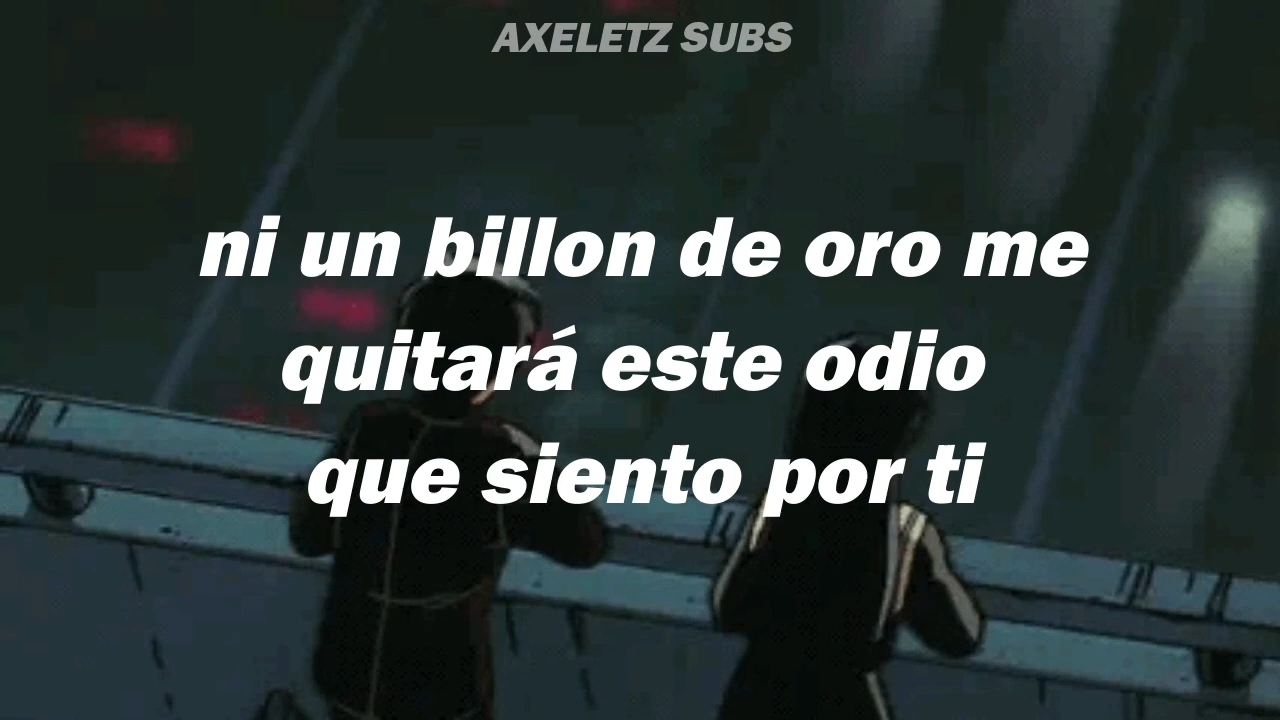 AXELETZ SUBS
ni un billon de oro me
quitará este odio
que siento por ti